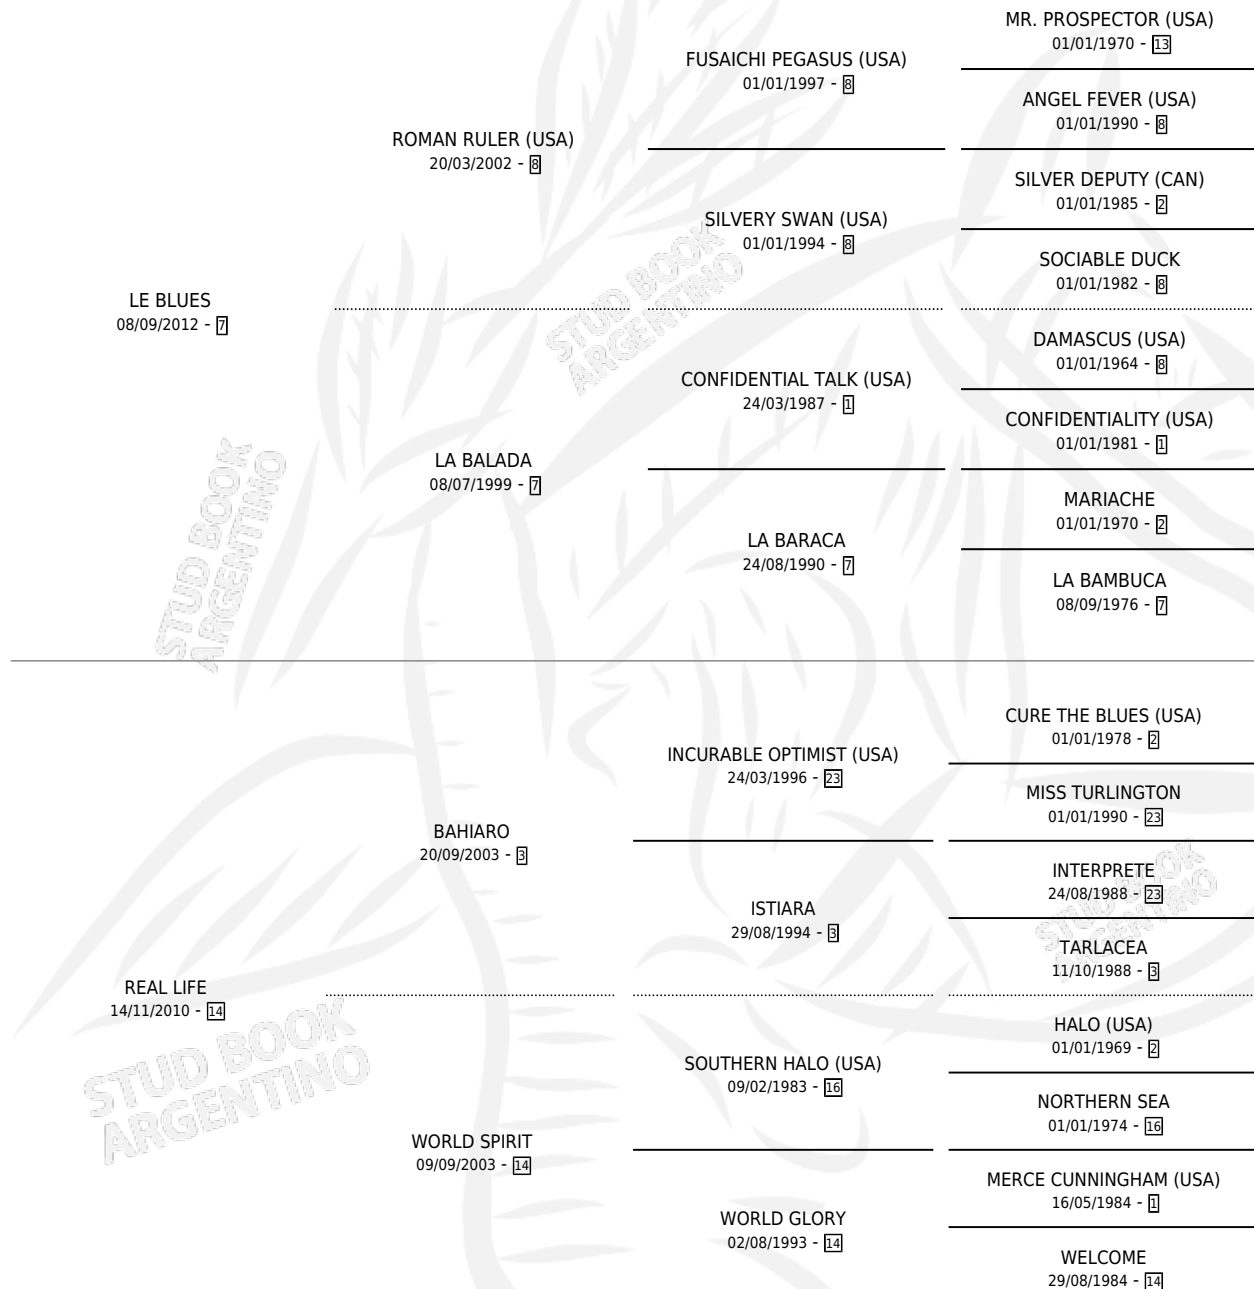 MR. PROSPECTOR (USA)
01/01/1970 - 13
FUSAICHI PEGASUS (USA)
01/01/1997 - 8
ANGEL FEVER (USA)
01/01/1990 - 8
ROMAN RULER (USA)
20/03/2002 - 8
SILVER DEPUTY (CAN)
01/01/1985 - 2
SILVERY SWAN (USA)
01/01/1994 - 8
SOCIABLE DUCK
01/01/1982 - 8
LE BLUES
08/09/2012 - 7
DAMASCUS (USA)
01/01/1964 - 8
CONFIDENTIAL TALK (USA)
24/03/1987 - 1
CONFIDENTIALITY (USA)
01/01/1981 - 1
LA BALADA
08/07/1999 - 7
MARIACHE
01/01/1970 - 2
LA BARACA
24/08/1990 - 7
LA BAMBUCA
08/09/1976 - 7
CURE THE BLUES (USA)
01/01/1978 - 2
INCURABLE OPTIMIST (USA)
24/03/1996 - 23
MISS TURLINGTON
01/01/1990 - 23
BAHIARO
20/09/2003 - 3
INTERPRETE
24/08/1988 - 23
ISTIARA
29/08/1994 - 3
TARLACEA
11/10/1988 - 3
REAL LIFE
14/11/2010 - 14
HALO (USA)
01/01/1969 - 2
SOUTHERN HALO (USA)
09/02/1983 - 16
NORTHERN SEA
01/01/1974 - 16
WORLD SPIRIT
09/09/2003 - 14
MERCE CUNNINGHAM (USA)
16/05/1984 - 1
WORLD GLORY
02/08/1993 - 14
WELCOME
29/08/1984 - 14
STUD BOOK
ARGENTINO
STUD BOOK
ARGENTINO
STUD BOOK
ARGENTINO
STUD BOOK
ARGENTINO